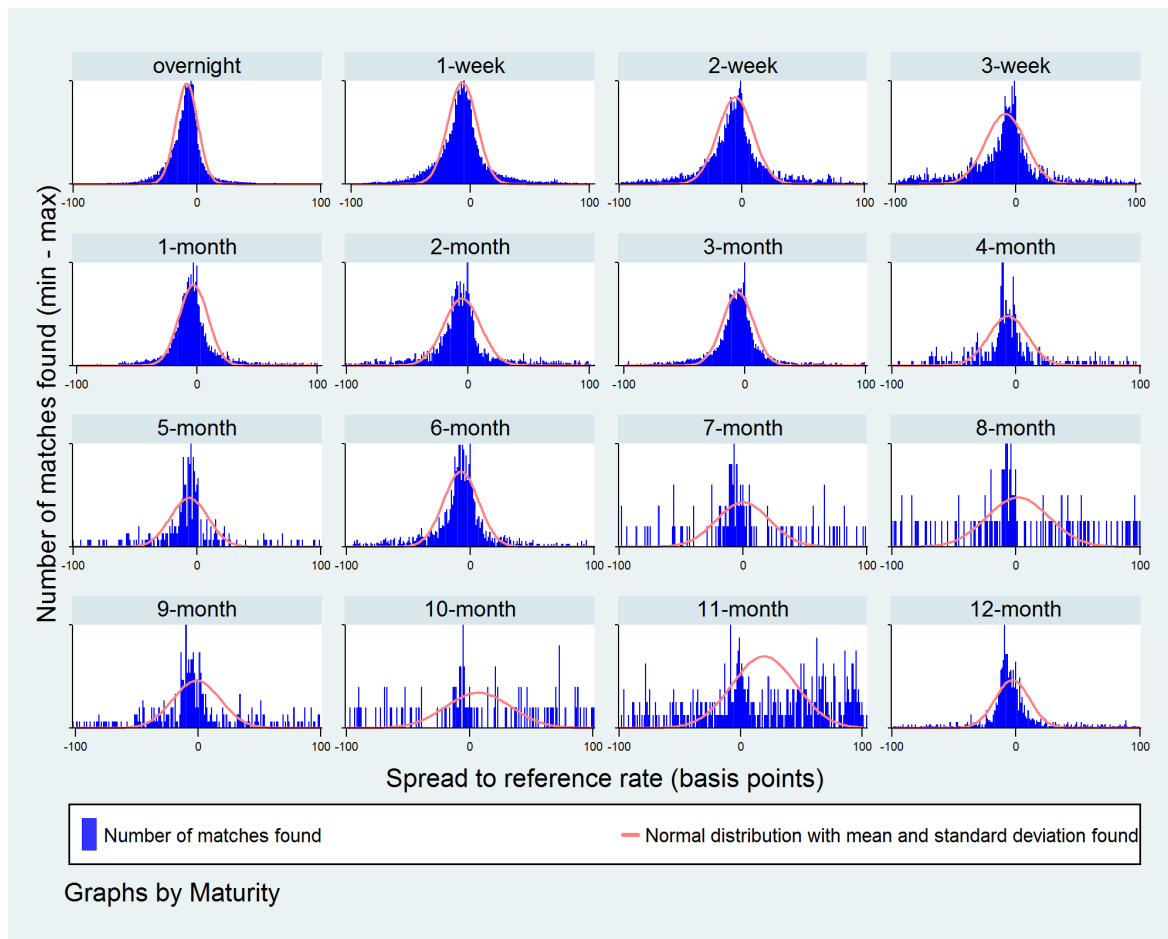 overnight 1-week 2-week 3-week
-100 0 100 -100 0 100 -100 0 100 -100 0 100
1-month 2-month 3-month 4-month
-100 0 100 -100 0 100 -100 0 100 -100 0 100
5-month 6-month 7-month 8-month
-100 0 100 -100 0 100 -100 0 100 -100 0 100
9-month 10-month 11-month 12-month
-100 0 100 -100 0 100 -100 0 100 -100 0 100
Number of matches found (min - max)
Spread to reference rate (basis points)
Number of matches found Normal distribution with mean and standard deviation found
Graphs by Maturity